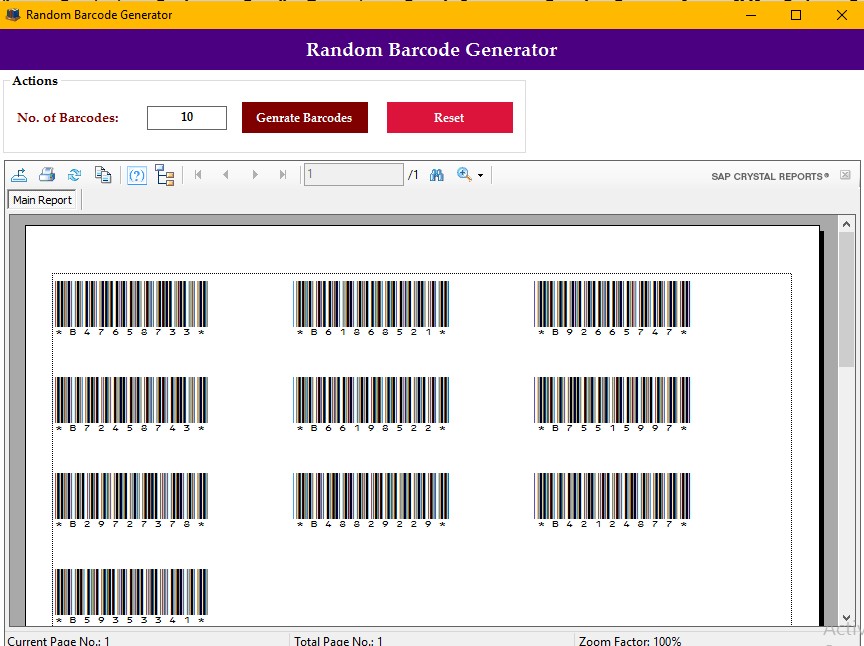 Random Barcode Generator
Random Barcode Generator
Actions
No. of Barcodes: 10 Genrate Barcodes Reset
1 /1 SAP CRYSTAL REPORTS®
Main Report
*B47658733* *B61868521* *B92665747*
*B72458743* *B66198522* *B75515997*
*B29727378* *B48829229* *B42124877*
*B59353341*
Current Page No.: 1 Total Page No.: 1 Zoom Factor: 100%